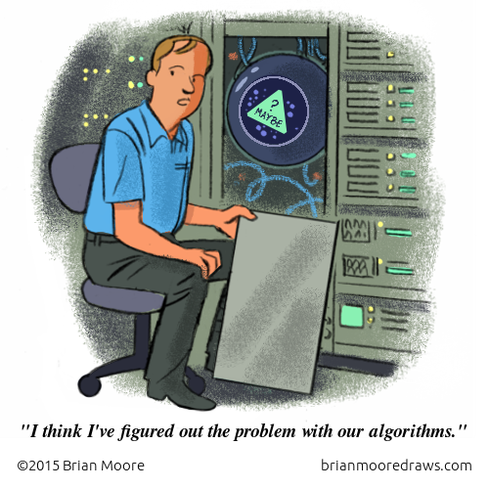 ?
MAYBE
"I think I've figured out the problem with our algorithms."
©2015 Brian Moore
brianmooredraws.com